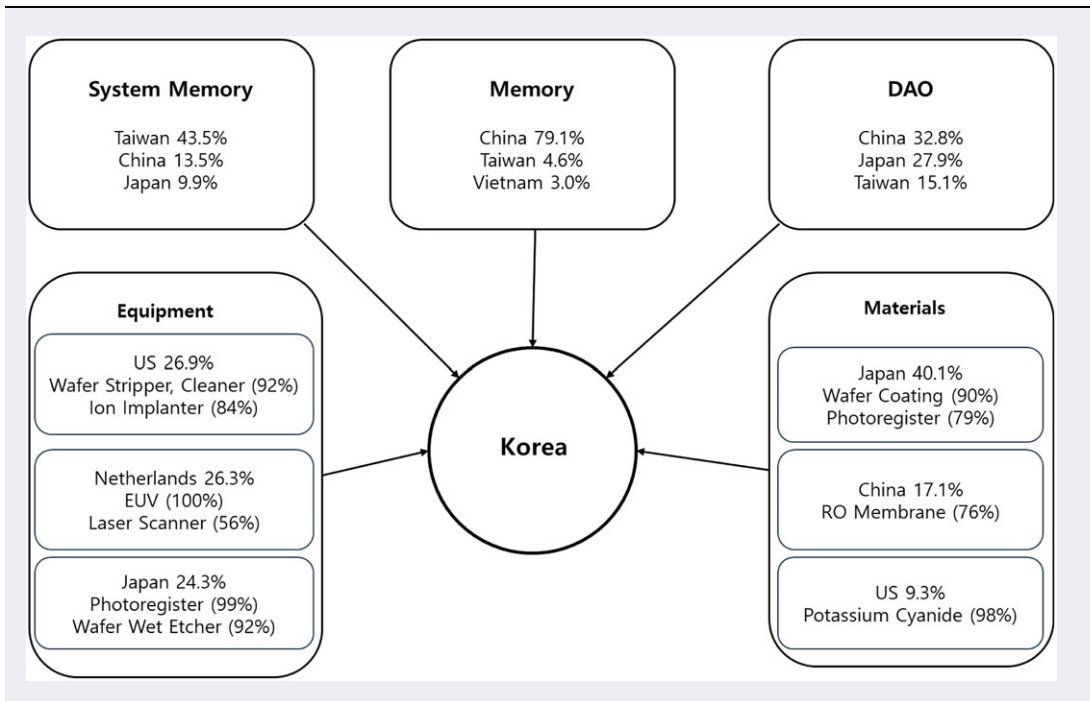 System Memory
Taiwan 43.5%
China 13.5%
Japan 9.9%
Memory
China 79.1%
Taiwan 4.6%
Vietnam 3.0%
DAO
China 32.8%
Japan 27.9%
Taiwan 15.1%
Equipment
US 26.9%
Wafer Stripper, Cleaner (92%)
Ion Implanter (84%)
Netherlands 26.3%
EUV (100%)
Laser Scanner (56%)
Japan 24.3%
Photoregister (99%)
Wafer Wet Etcher (92%)
Korea
Materials
Japan 40.1%
Wafer Coating (90%)
Photoregister (79%)
China 17.1%
RO Membrane (76%)
US 9.3%
Potassium Cyanide (98%)